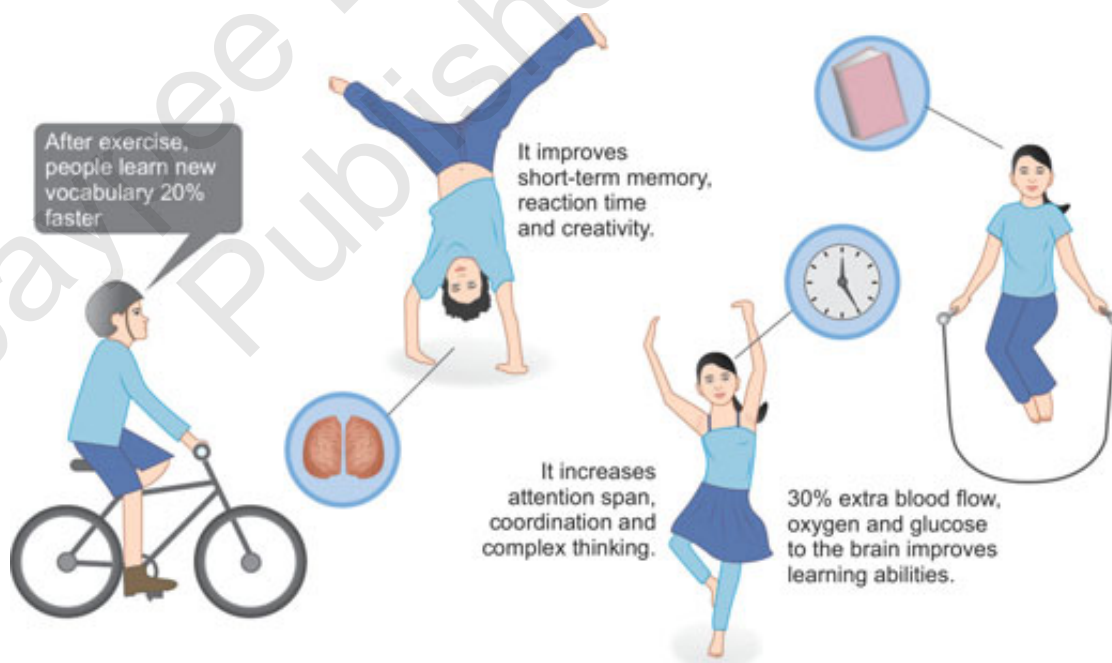 After exercise,
people learn new
vocabulary 20%
faster
It improves
short-term memory,
reaction time
and creativity.
It increases
attention span,
coordination and
complex thinking.
30% extra blood flow,
oxygen and glucose
to the brain improves
learning abilities.